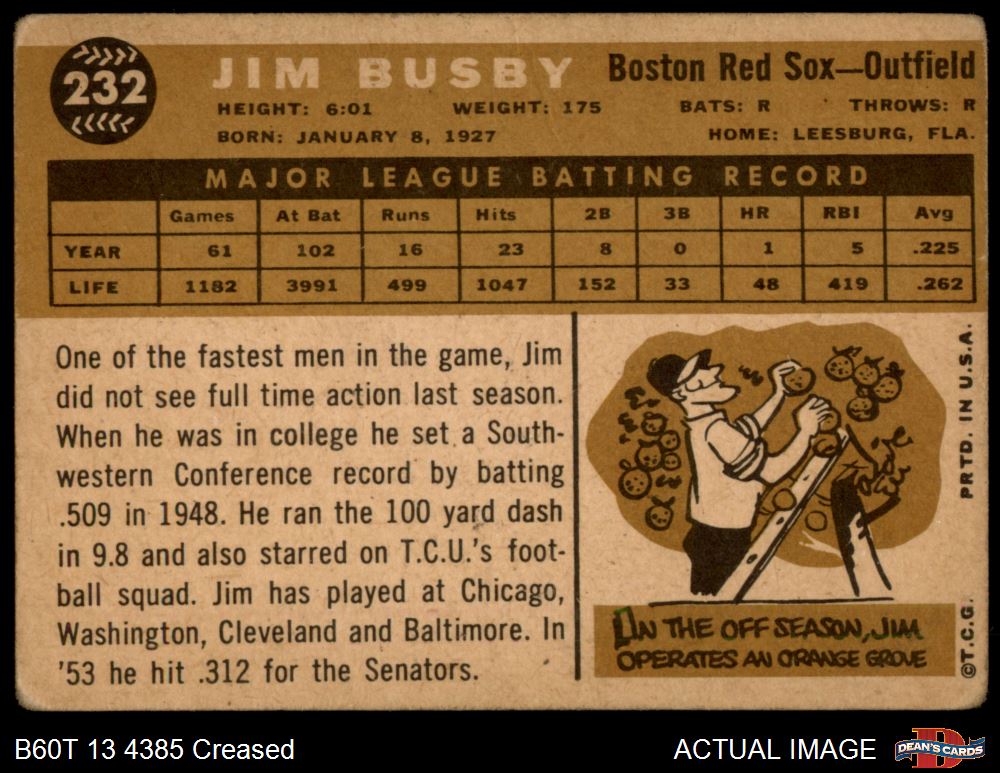 232
JIM BUSBY Boston Red Sox—Outfield
HEIGHT: 6:01 WEIGHT: 175 BATS: R THROWS: R
BORN: JANUARY 8, 1927 HOME: LEESBURG, FLA.
MAJOR LEAGUE BATTING RECORD
Games At Bat Runs Hits 2B 3B HR RBI Avg
YEAR 61 102 16 23 8 0 1 5 .225
LIFE 1182 3991 499 1047 152 33 48 419 .262
One of the fastest men in the game, Jim
did not see full time action last season.
When he was in college he set a South-
western Conference record by batting
.509 in 1948. He ran the 100 yard dash
in 9.8 and also starred on T.C.U.'s foot-
ball squad. Jim has played at Chicago,
Washington, Cleveland and Baltimore. In
'53 he hit .312 for the Senators.
IN THE OFF SEASON, JIM
OPERATES AN ORANGE GROVE
©T.C.G. PRTD. IN U.S.A.
B60T 13 4385 Creased ACTUAL IMAGE
DEAN'S CARDS